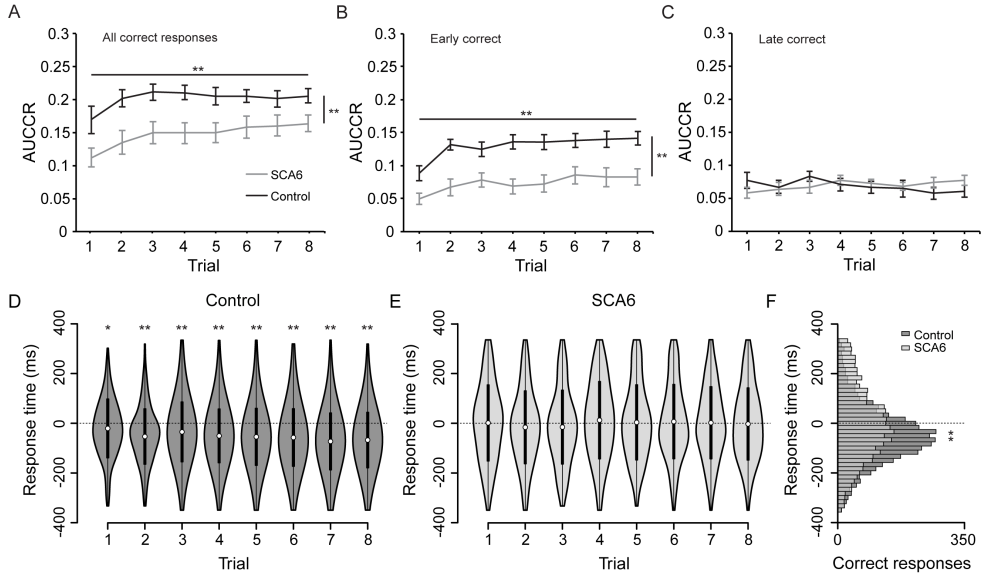 A
All correct responses
AUCCR
0.3
0.25
0.2
0.15
0.1
0.05
0
**
**
SCA6
Control
1 2 3 4 5 6 7 8
Trial
B
Early correct
AUCCR
0.3
0.25
0.2
0.15
0.1
0.05
0
**
**
1 2 3 4 5 6 7 8
Trial
C
Late correct
AUCCR
0.3
0.25
0.2
0.15
0.1
0.05
0
1 2 3 4 5 6 7 8
Trial
D
Control
Response time (ms)
400
200
0
200
-400
* ** ** ** ** ** ** **
1 2 3 4 5 6 7 8
Trial
E
SCA6
Response time (ms)
400
200
0
200
-400
1 2 3 4 5 6 7 8
Trial
F
Control
SCA6
Response time (ms)
400
200
0
200
-400
**
0 350
Correct responses